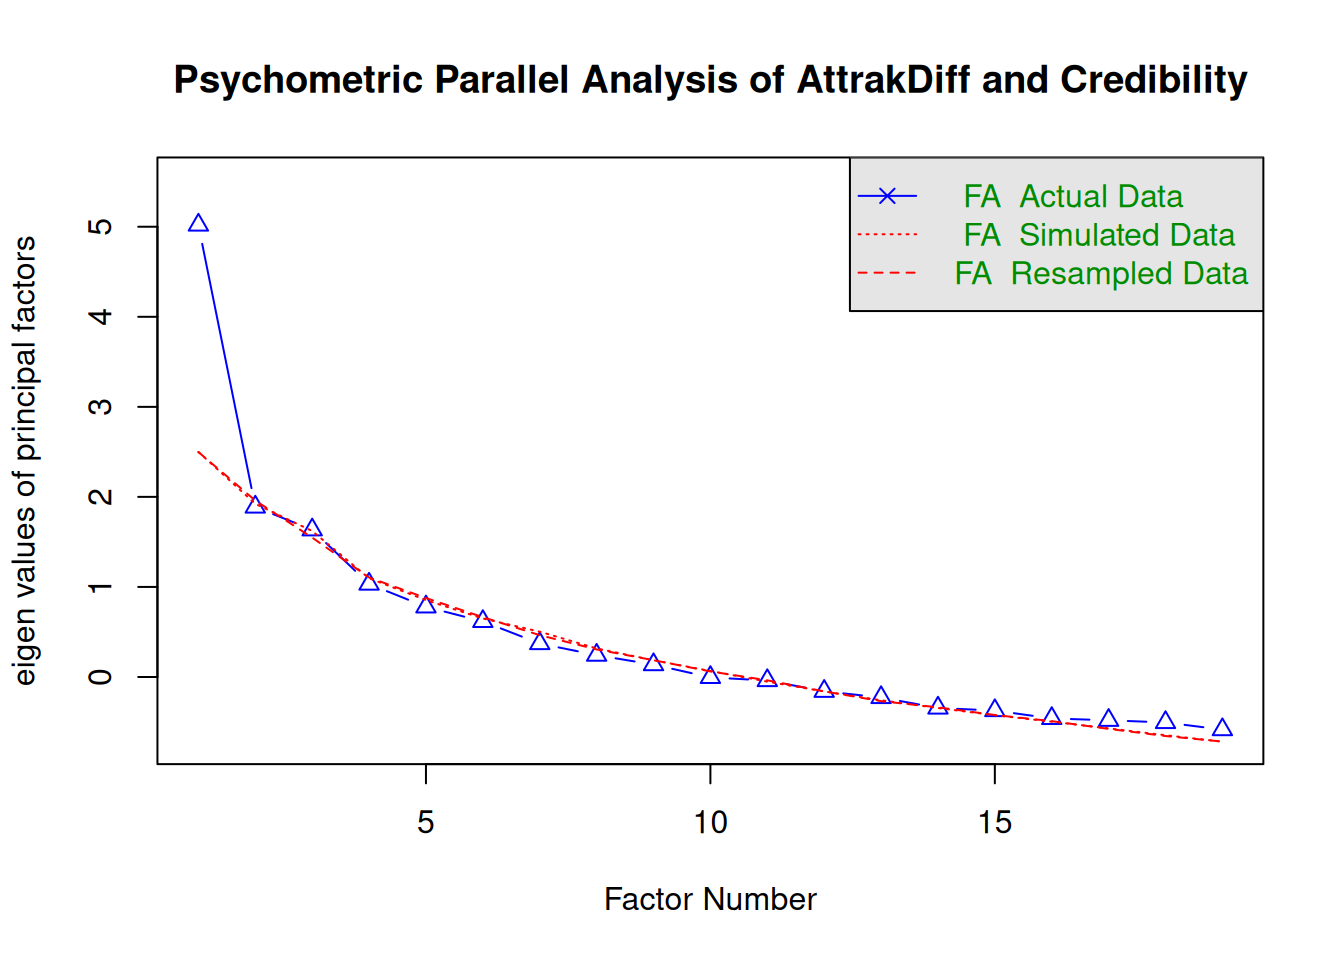 Psychometric Parallel Analysis of AttrakDiff and Credibility
FA Actual Data
FA Simulated Data
FA Resampled Data
eigen values of principal factors
5
4
3
2
1
0
5
10
15
Factor Number